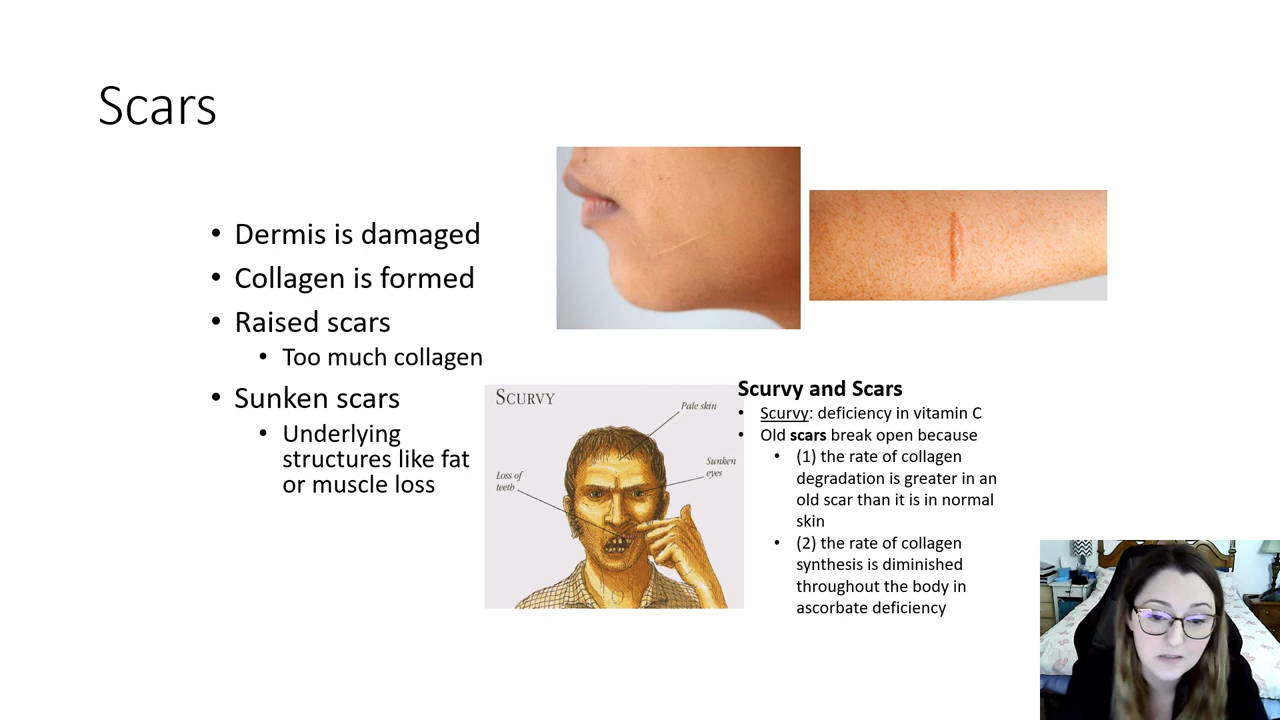 Scars
• Dermis is damaged
• Collagen is formed
• Raised scars
• Too much collagen
• Sunken scars
• Underlying
structures like fat
or muscle loss
SCURVY
Pale skin
Sunken
eyes
Loss of
teeth
Scurvy and Scars
• Scurvy: deficiency in vitamin C
• Old scars break open because
• (1) the rate of collagen
degradation is greater in an
old scar than it is in normal
skin
• (2) the rate of collagen
synthesis is diminished
throughout the body in
ascorbate deficiency